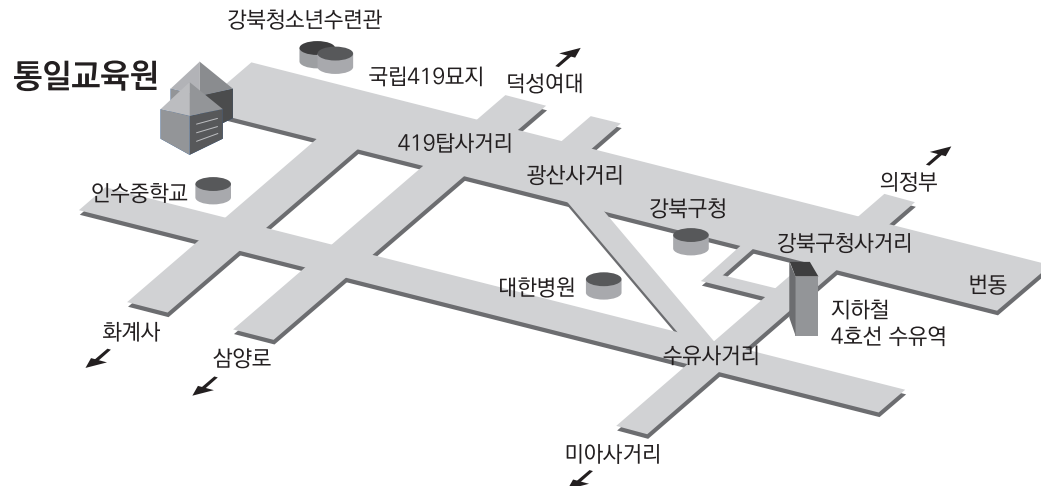 강북청소년수련관
통일교육원
국립419묘지
덕성여대
419탑사거리
광산사거리
의정부
인수중학교
강북구청
강북구청사거리
대한병원
번동
지하철
4호선 수유역
화계사
삼양로
수유사거리
미아사거리